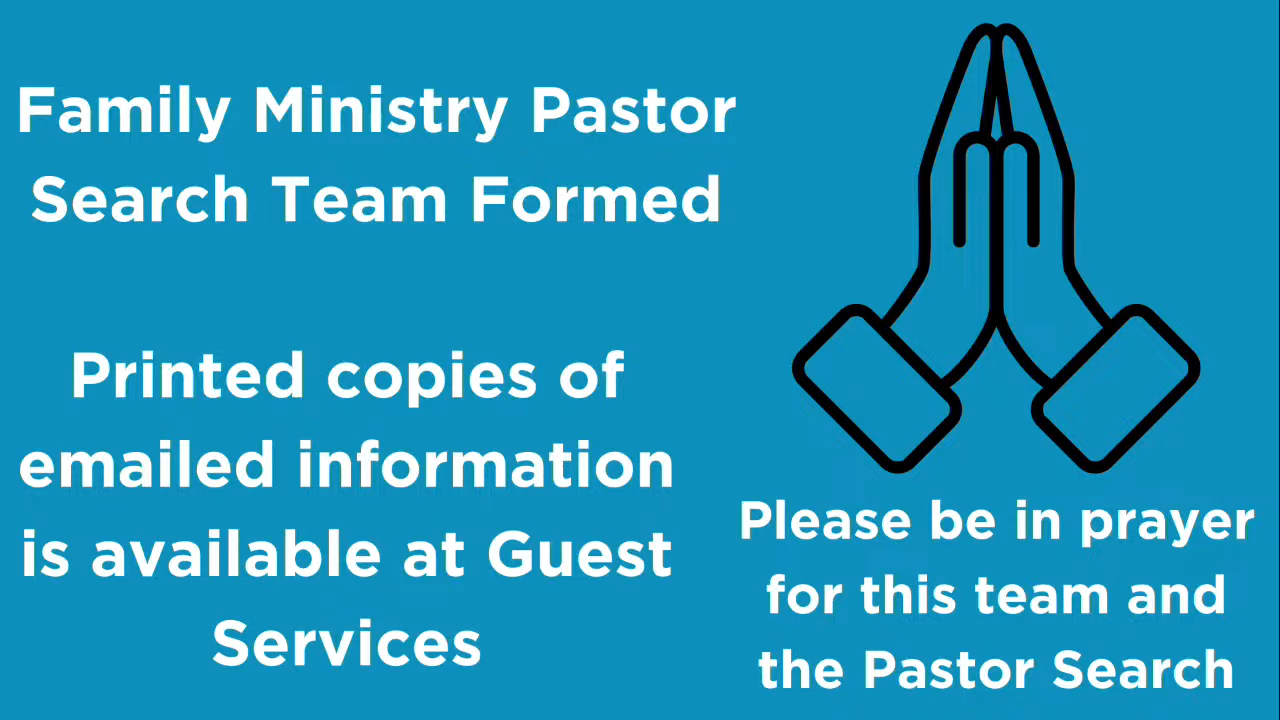 Family Ministry Pastor
Search Team Formed
Printed copies of
emailed information
is available at Guest
Services
Please be in prayer
for this team and
the Pastor Search